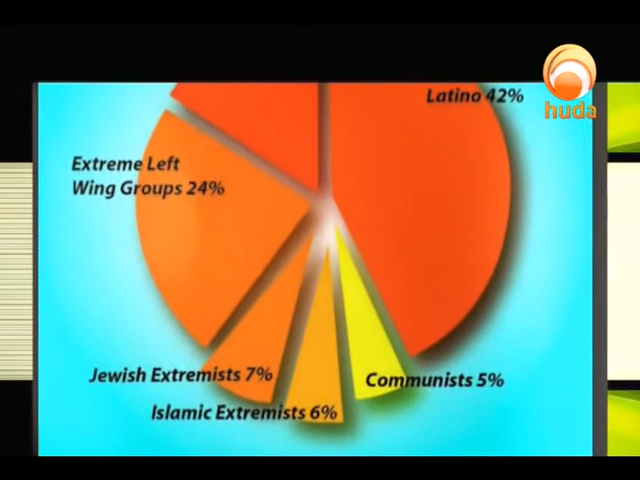 Latino 42%
huda
Extreme Left
Wing Groups 24%
Jewish Extremists 7%
Communists 5%
Islamic Extremists 6%